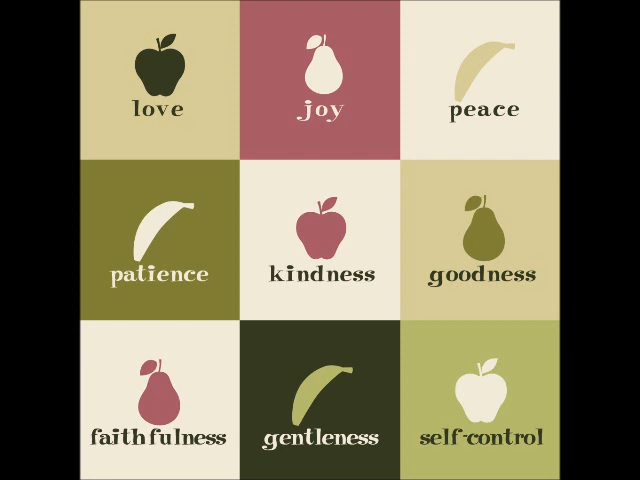 love
joy
peace
patience
kindness
goodness
faithfulness
gentleness
self-control